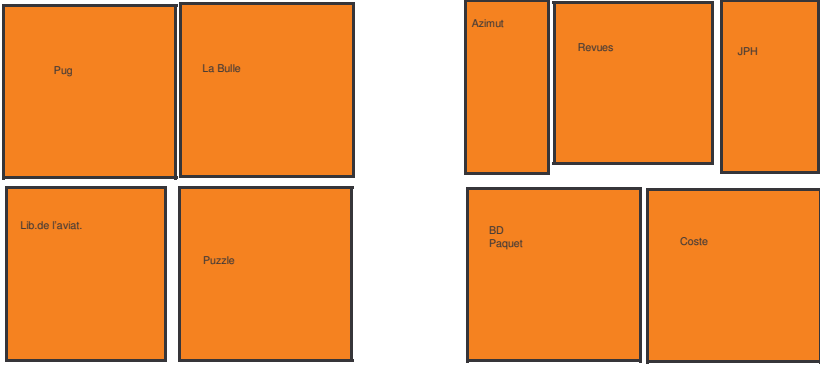 Pug
La Bulle
Azimut
Revues
JPH
Lib.de l'aviat.
Puzzle
BD
Paquet
Coste